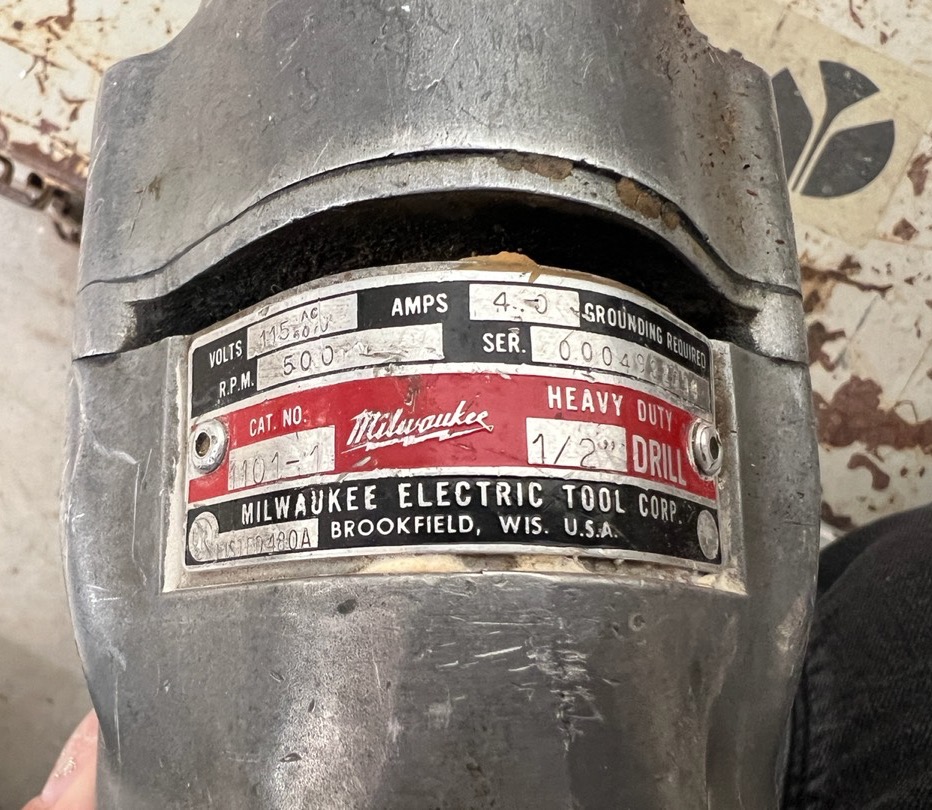 VOLTS 115 AC AMPS 4.0 GROUNDING REQUIRED
R.P.M. 500 SER.
CAT. NO. Milwaukee HEAVY DUTY
1101-1 1/2" DRILL
MILWAUKEE ELECTRIC TOOL CORP.
BROOKFIELD, WIS. U.S.A.